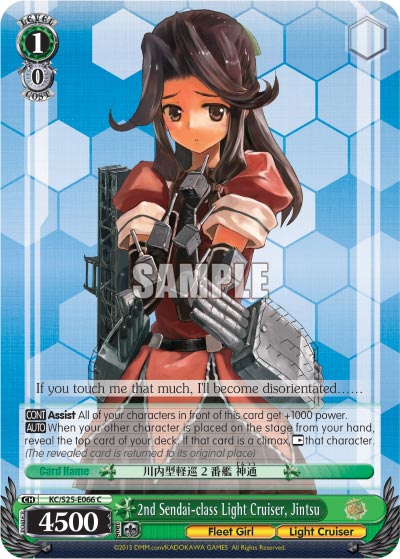 LEVEL
1
0
COST
SAMPLE
If you touch me that much, I'll become disorientated……
CONT Assist All of your characters in front of this card get +1000 power.
AUTO When your other character is placed on the stage from your hand,
reveal the top card of your deck. If that card is a climax, rest that character.
(The revealed card is returned to its original place)
Card Name
川内型軽巡２番艦 神通
CH
KC/S25-E066 C
4500
2nd Sendai-class Light Cruiser, Jintsu
Fleet Girl
Light Cruiser
©2013 DMM.com/KADOKAWA GAMES All Rights Reserved.